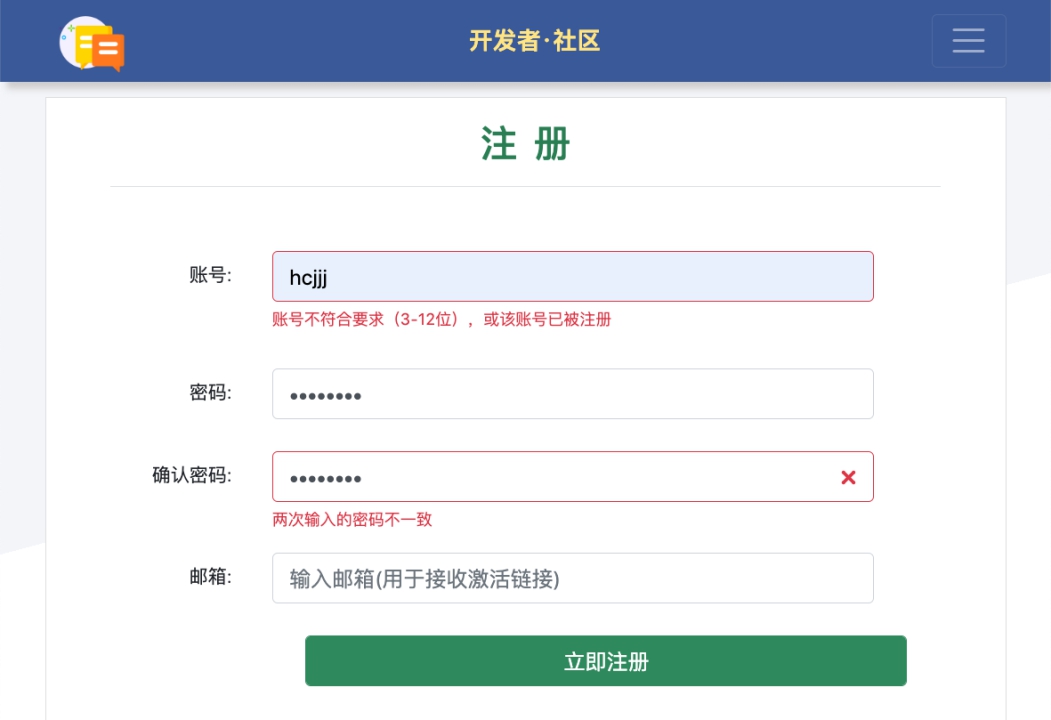 开发者·社区
注 册
账号:
hcjjj
账号不符合要求（3-12位），或该账号已被注册
密码:
••••••••
确认密码:
••••••••
两次输入的密码不一致
邮箱:
输入邮箱(用于接收激活链接)
立即注册